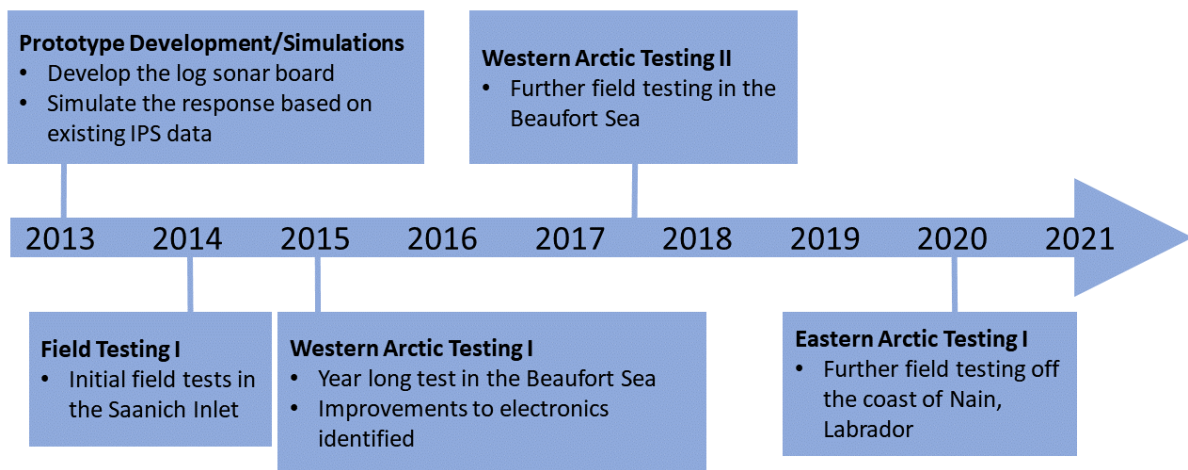 Prototype Development/Simulations
• Develop the log sonar board
• Simulate the response based on
existing IPS data
Western Arctic Testing II
• Further field testing in the
Beaufort Sea
2013 2014 2015 2016 2017 2018 2019 2020 2021
Field Testing I
• Initial field tests in
the Saanich Inlet
Western Arctic Testing I
• Year long test in the Beaufort Sea
• Improvements to electronics
identified
Eastern Arctic Testing I
• Further field testing off
the coast of Nain,
Labrador